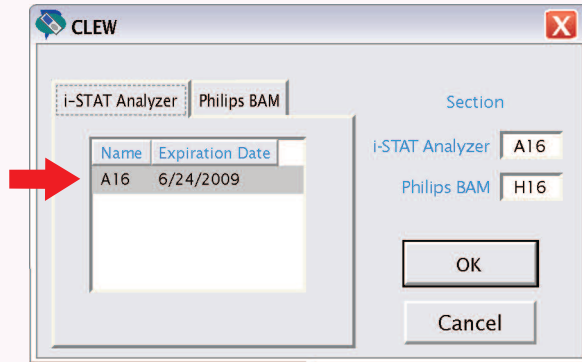 CLEW
i-STAT Analyzer Philips BAM
Name Expiration Date
A16 6/24/2009
Section
i-STAT Analyzer A16
Philips BAM H16
OK
Cancel